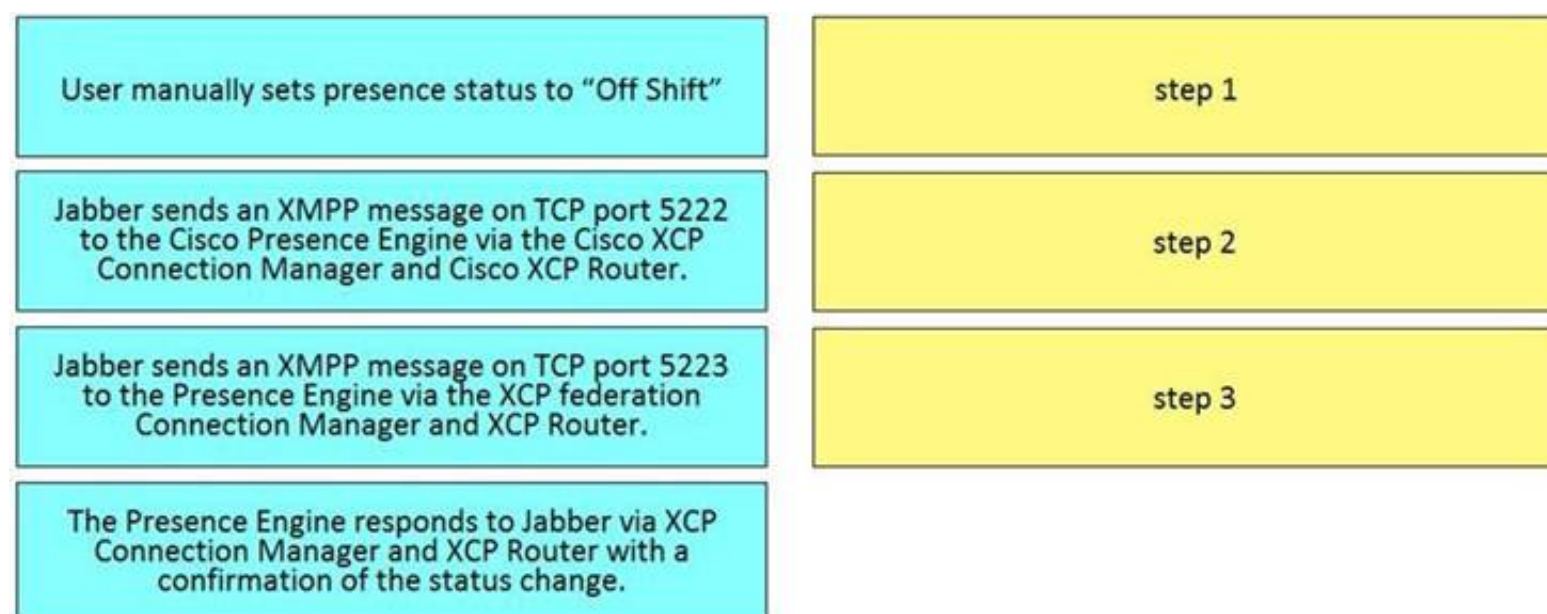 User manually sets presence status to “Off Shift”
step 1
Jabber sends an XMPP message on TCP port 5222
to the Cisco Presence Engine via the Cisco XCP
Connection Manager and Cisco XCP Router.
step 2
Jabber sends an XMPP message on TCP port 5223
to the Presence Engine via the XCP federation
Connection Manager and XCP Router.
step 3
The Presence Engine responds to Jabber via XCP
Connection Manager and XCP Router with a
confirmation of the status change.